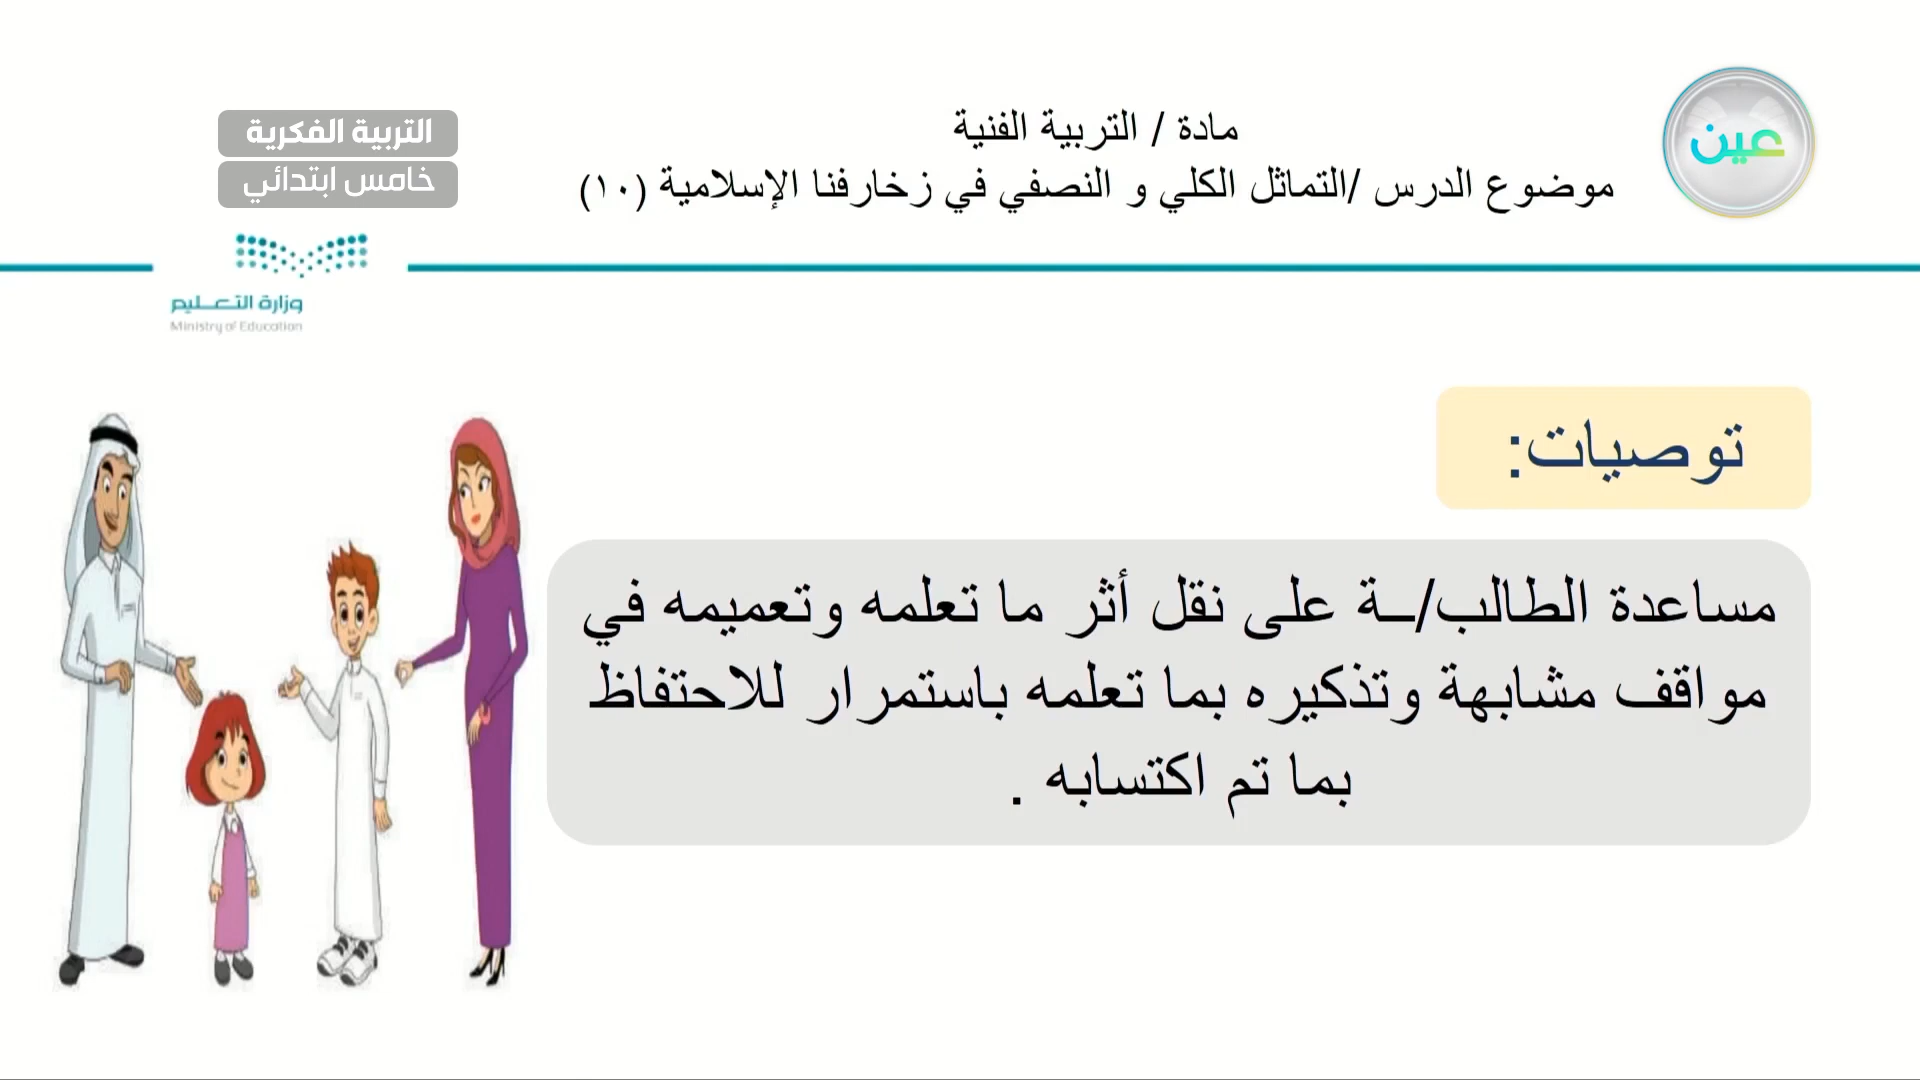 عين
مادة / التربية الفنية
موضوع الدرس /التماثل الكلي و النصفي في زخارفنا الإسلامية (١٠)
التربية الفكرية
خامس ابتدائي
وزارة التعـــليم
Ministry of Education
توصيات:
مساعدة الطالب/ــة على نقل أثر ما تعلمه وتعميمه في
مواقف مشابهة وتذكيره بما تعلمه باستمرار للاحتفاظ
بما تم اكتسابه .